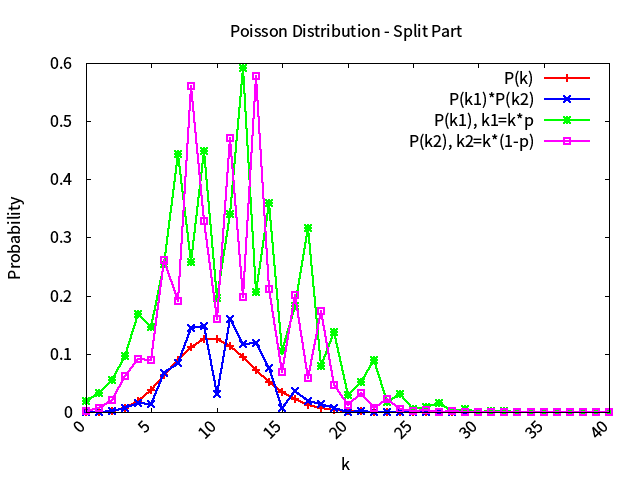 Poisson Distribution - Split Part
P(k)
P(k1)*P(k2)
P(k1), k1=k*p
P(k2), k2=k*(1-p)
Probability
0.6
0.5
0.4
0.3
0.2
0.1
0
0 5 10 15 20 25 30 35 40
k